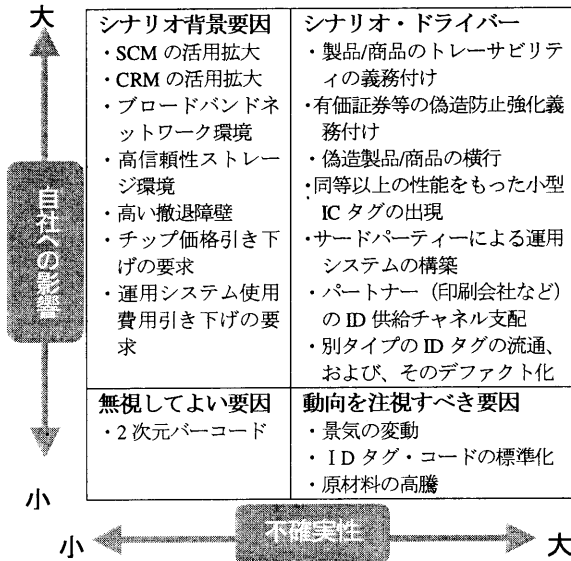 大
自社への影響
小
シナリオ背景要因
・SCM の活用拡大
・CRM の活用拡大
・ブロードバンドネ
ットワーク環境
・高信頼性ストレー
ジ環境
・高い撤退障壁
・チップ価格引き下
げの要求
・運用システム使用
費用引き下げの要
求
シナリオ・ドライバー
・製品/商品のトレーサビリテ
ィの義務付け
・有価証券等の偽造防止強化義
務付け
・偽造製品/商品の横行
・同等以上の性能をもった小型
IC タグの出現
・サードパーティーによる運用
システムの構築
・パートナー（印刷会社など）
の ID 供給チャネル支配
・別タイプの ID タグの流通、
および、そのデファクト化
無視してよい要因
・2 次元バーコード
動向を注視すべき要因
・景気の変動
・ＩＤタグ・コードの標準化
・原材料の高騰
小
不確実性
大